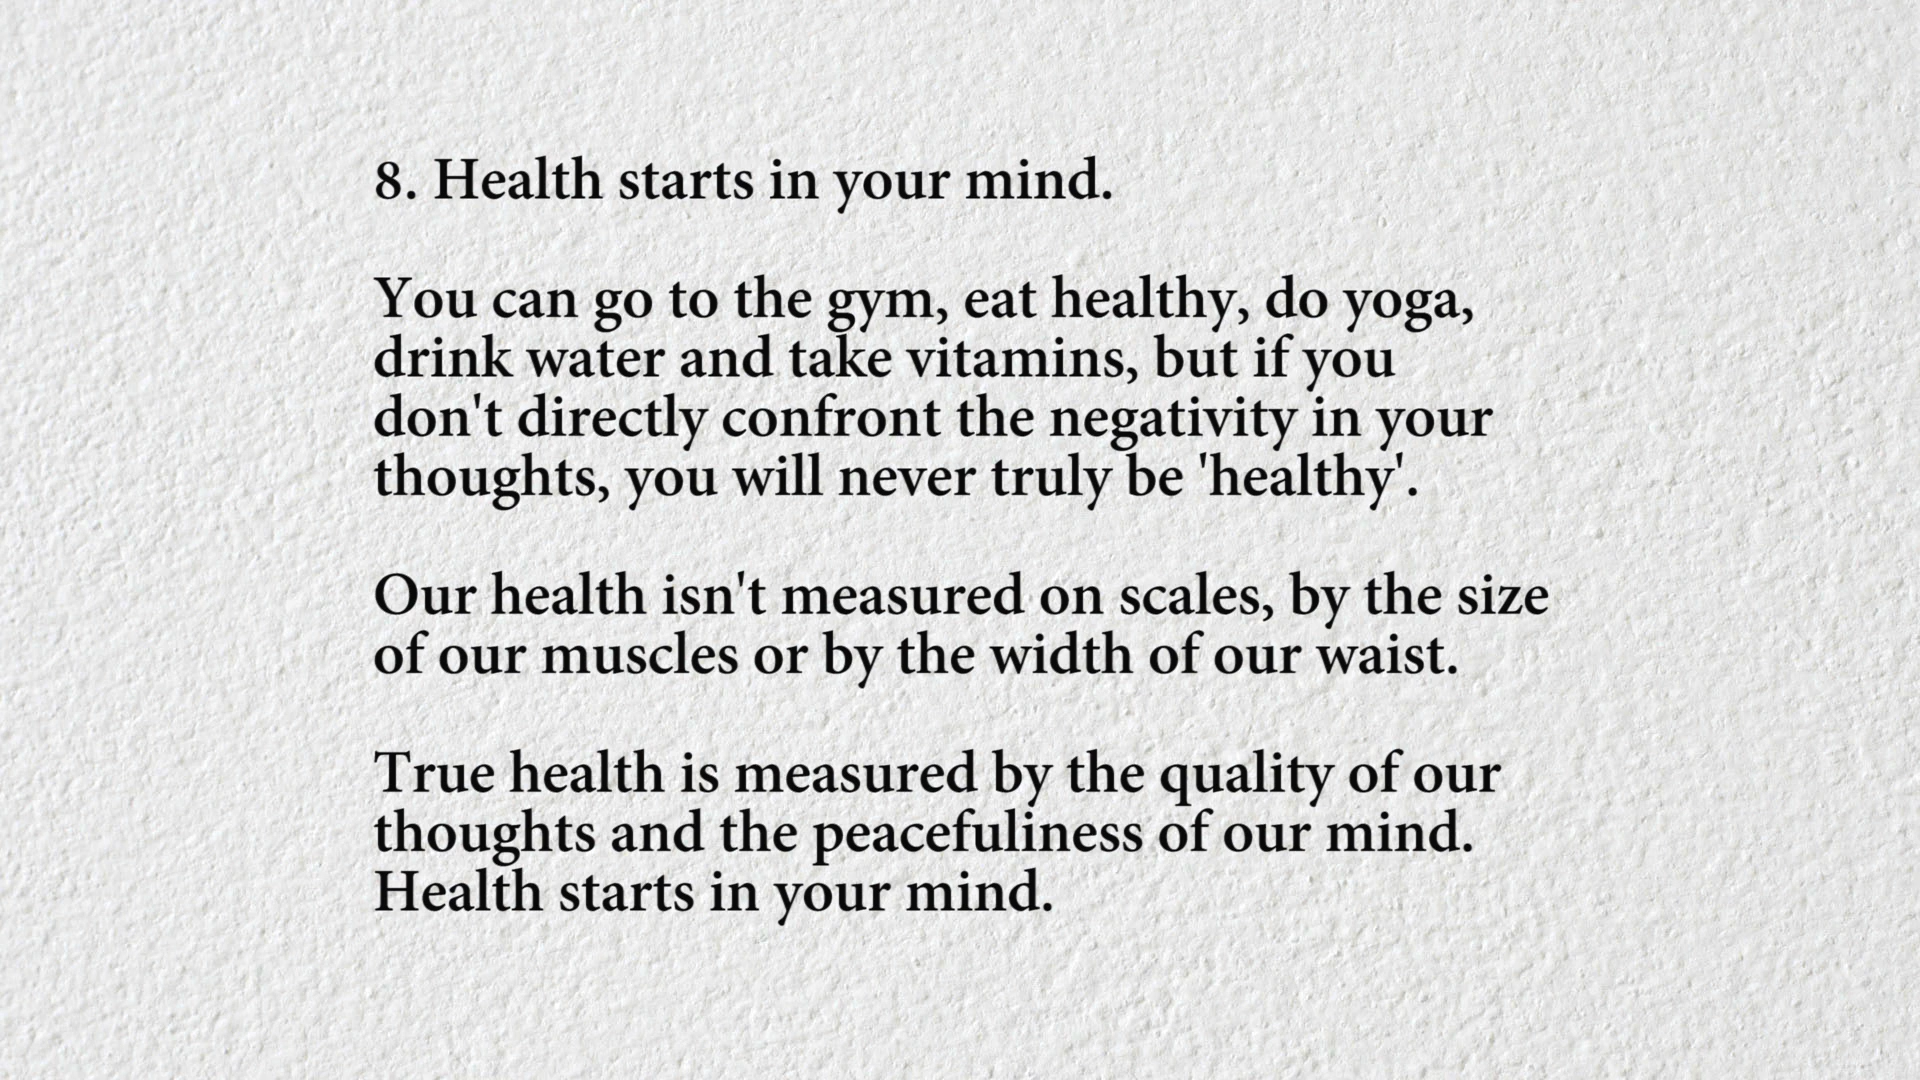 8. Health starts in your mind.
You can go to the gym, eat healthy, do yoga,
drink water and take vitamins, but if you
don't directly confront the negativity in your
thoughts, you will never truly be 'healthy'.
Our health isn't measured on scales, by the size
of our muscles or by the width of our waist.
True health is measured by the quality of our
thoughts and the peacefuliness of our mind.
Health starts in your mind.